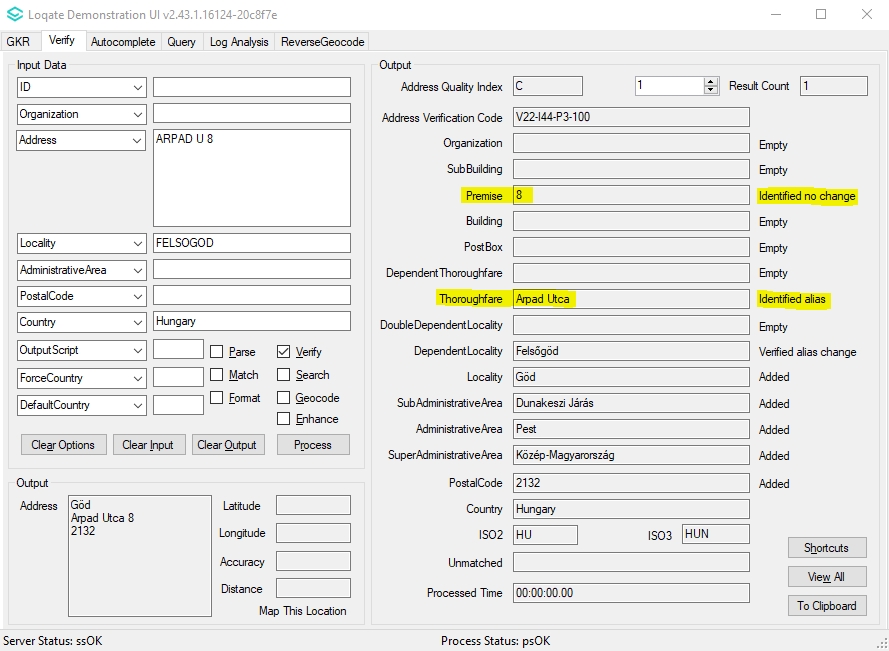 Loqate Demonstration UI v2.43.1.16124-20c8f7e
GKR Verify Autocomplete Query Log Analysis ReverseGeocode
Input Data
ID
Organization
Address ARPAD U 8
Locality FELSOGOD
AdministrativeArea
PostalCode
Country Hungary
OutputScript Parse Verify
ForceCountry Match Search
DefaultCountry Format Geocode
Enhance
Clear Options Clear Input Clear Output Process
Output
Address Göd
Arpad Utca 8
2132
Latitude
Longitude
Accuracy
Distance
Map This Location
Output
Address Quality Index C 1 Result Count 1
Address Verification Code V22-I44-P3-100
Organization Empty
SubBuilding Empty
Premise 8 Identified no change
Building Empty
PostBox Empty
DependentThoroughfare Empty
Thoroughfare Arpad Utca Identified alias
DoubleDependentLocality Empty
DependentLocality Felsőgöd Verified alias change
Locality Göd Added
SubAdministrativeArea Dunakeszi Járás Added
AdministrativeArea Pest Added
SuperAdministrativeArea Közép-Magyarország Added
PostalCode 2132 Added
Country Hungary
ISO2 HU ISO3 HUN
Unmatched
Processed Time 00:00:00.00
Shortcuts
View All
To Clipboard
Server Status: ssOK Process Status: psOK